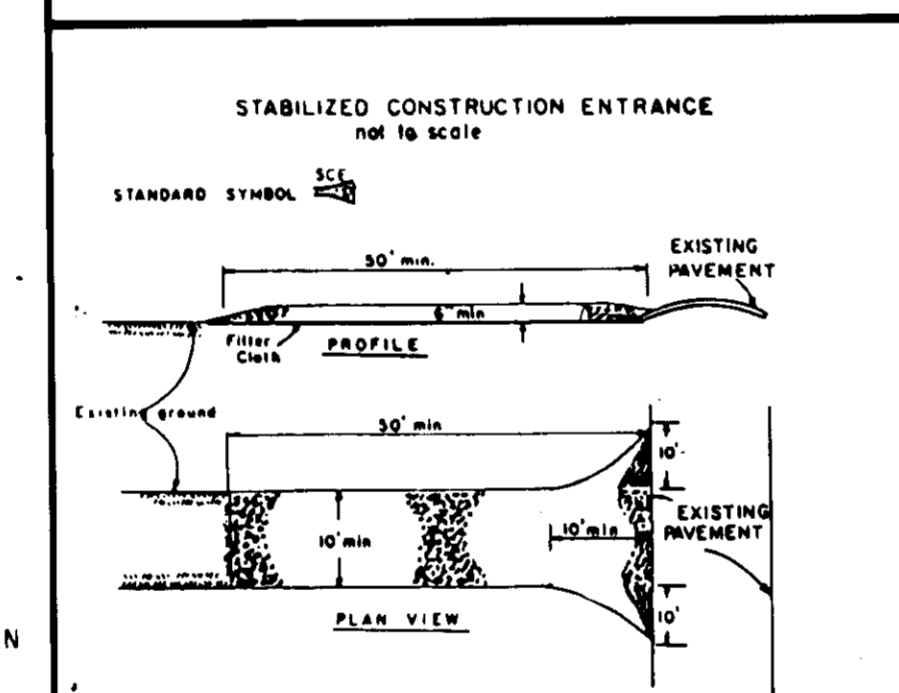 STABILIZED CONSTRUCTION ENTRANCE
not to scale
SCE
STANDARD SYMBOL
50' min.
EXISTING
PAVEMENT
6" min
Filter
Cloth
PROFILE
Existing ground
50' min
10'
10' min
10' min
EXISTING
PAVEMENT
10'
PLAN VIEW
N